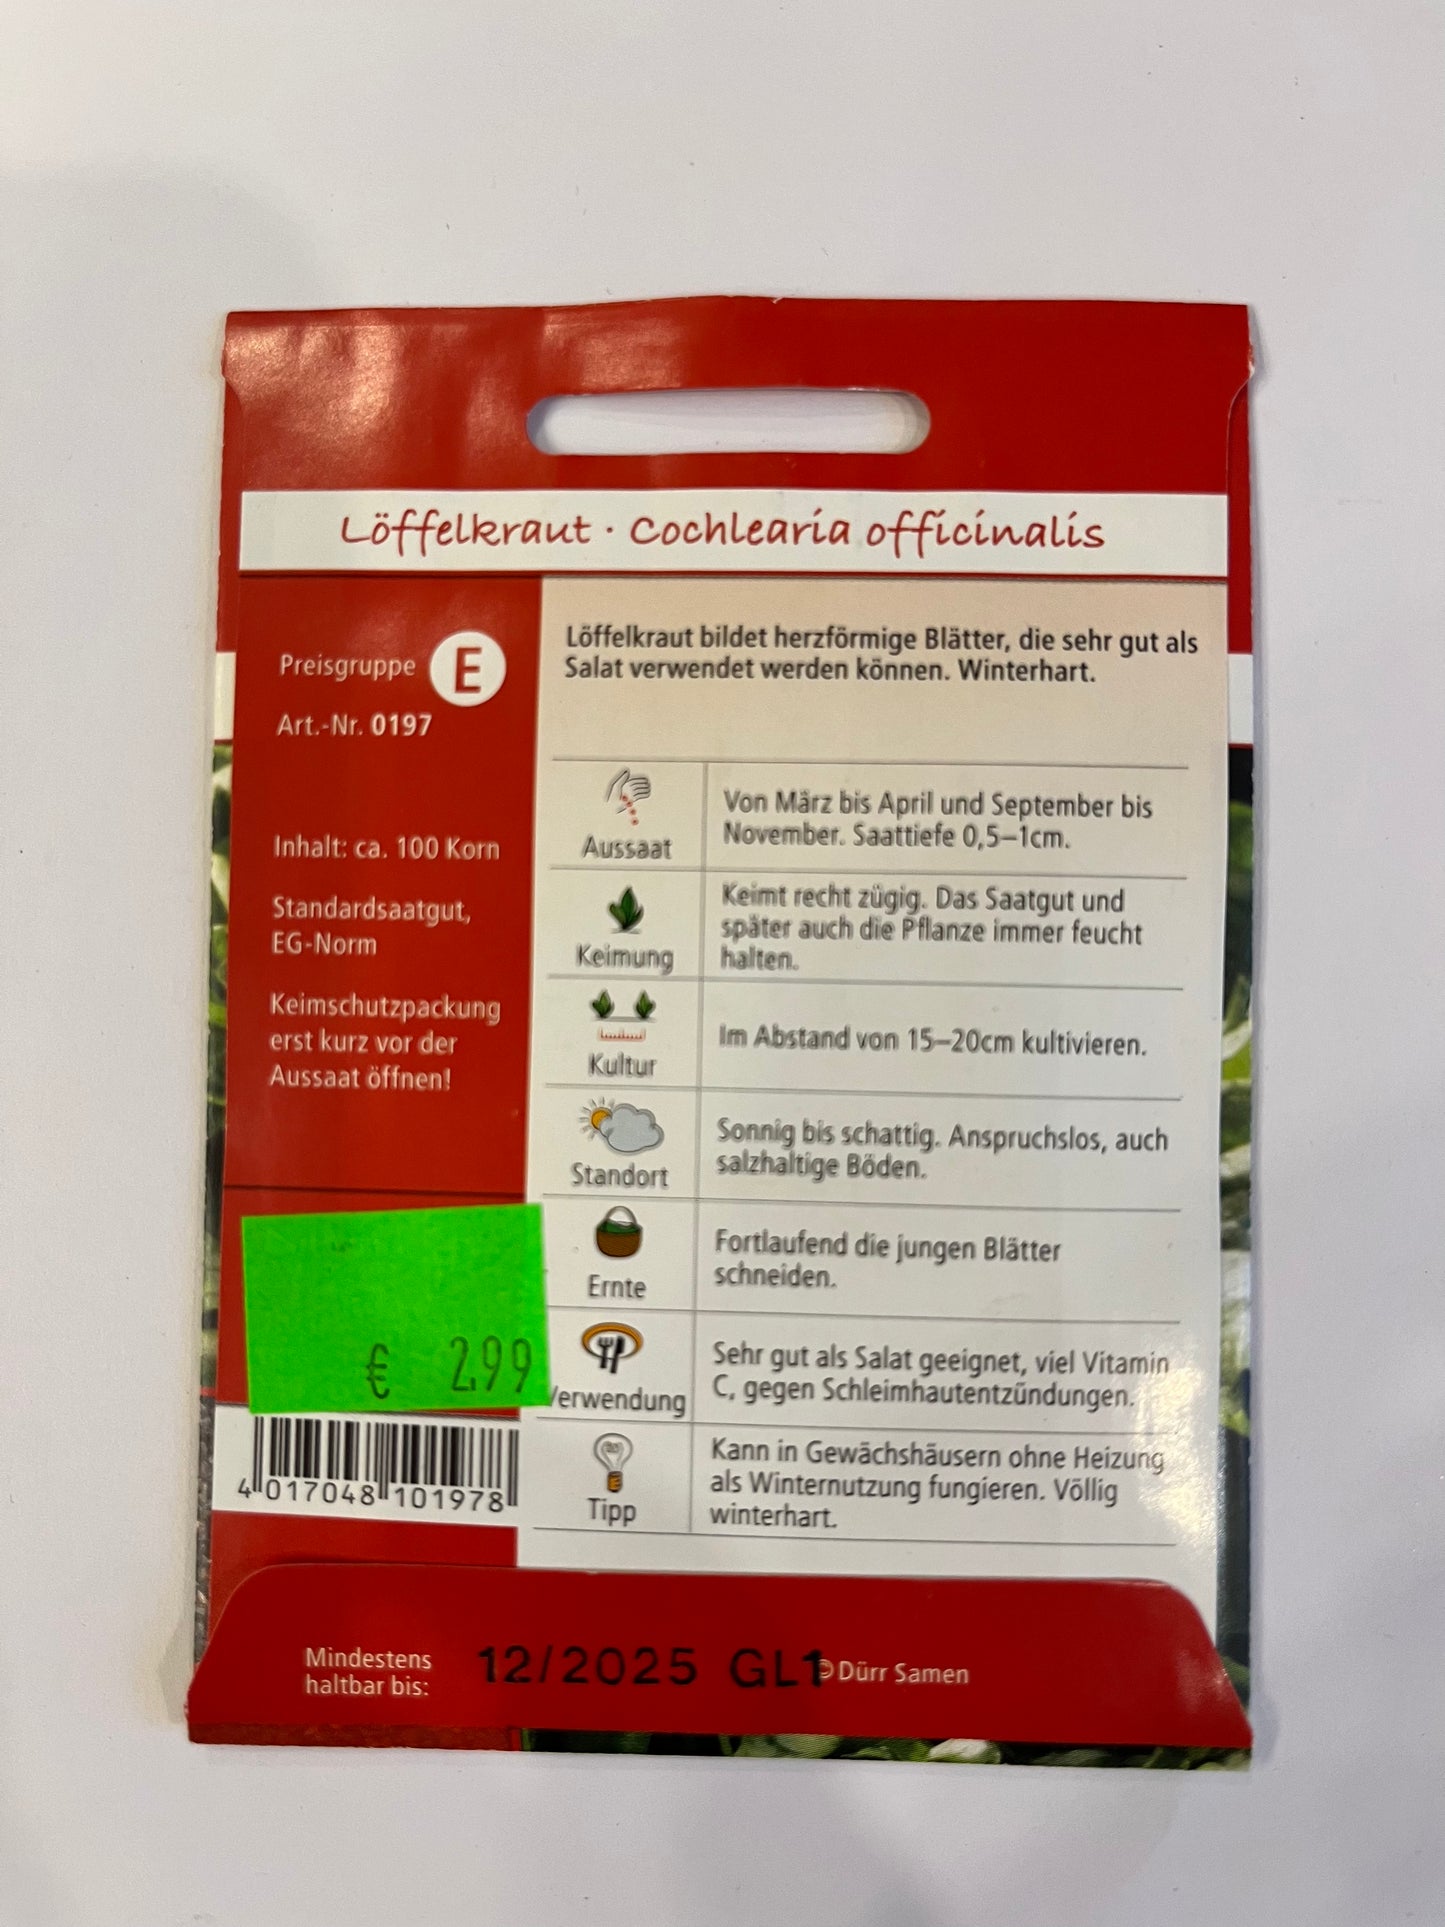 Löffelkraut · Cochlearia officinalis
Preisgruppe E
Art.-Nr. 0197
Inhalt: ca. 100 Korn
Standardsaatgut,
EG-Norm
Keimschutzpackung
erst kurz vor der
Aussaat öffnen!
€ 2,99
4 017048 101978
Löffelkraut bildet herzförmige Blätter, die sehr gut als
Salat verwendet werden können. Winterhart.
Aussaat
Von März bis April und September bis
November. Saattiefe 0,5–1cm.
Keimung
Keimt recht zügig. Das Saatgut und
später auch die Pflanze immer feucht
halten.
Kultur
Im Abstand von 15–20cm kultivieren.
Standort
Sonnig bis schattig. Anspruchslos, auch
salzhaltige Böden.
Ernte
Fortlaufend die jungen Blätter
schneiden.
Verwendung
Sehr gut als Salat geeignet, viel Vitamin
C, gegen Schleimhautentzündungen.
Tipp
Kann in Gewächshäusern ohne Heizung
als Winternutzung fungieren. Völlig
winterhart.
Mindestens
haltbar bis:
12/2025 GL1
© Dürr Samen